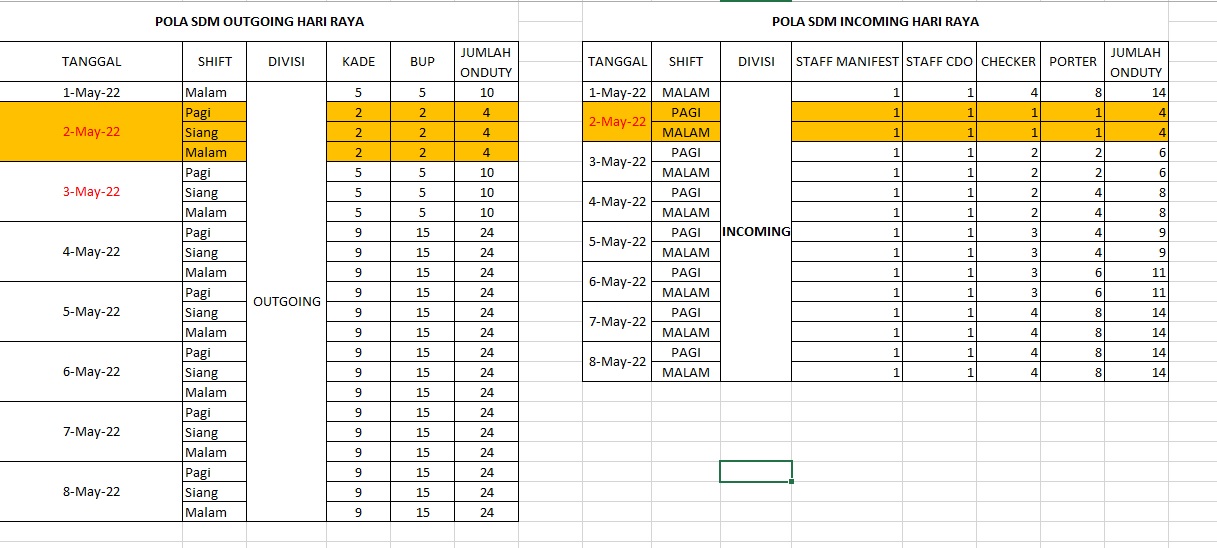 POLA SDM OUTGOING HARI RAYA
TANGGAL SHIFT DIVISI KADE BUP JUMLAH ONDUTY
1-May-22 Malam 5 5 10
2-May-22 Pagi 2 2 4
Siang 2 2 4
Malam 2 2 4
3-May-22 Pagi 5 5 10
Siang 5 5 10
Malam 5 5 10
4-May-22 Pagi 9 15 24
Siang 9 15 24
Malam 9 15 24
OUTGOING
5-May-22 Pagi 9 15 24
Siang 9 15 24
Malam 9 15 24
6-May-22 Pagi 9 15 24
Siang 9 15 24
Malam 9 15 24
7-May-22 Pagi 9 15 24
Siang 9 15 24
Malam 9 15 24
8-May-22 Pagi 9 15 24
Siang 9 15 24
Malam 9 15 24
POLA SDM INCOMING HARI RAYA
TANGGAL SHIFT DIVISI STAFF MANIFEST STAFF CDO CHECKER PORTER JUMLAH ONDUTY
1-May-22 MALAM 1 1 4 8 14
2-May-22 PAGI 1 1 1 1 4
MALAM 1 1 1 1 4
3-May-22 PAGI 1 1 2 2 6
MALAM 1 1 2 2 6
4-May-22 PAGI 1 1 2 4 8
MALAM 1 1 2 4 8
5-May-22 PAGI INCOMING 1 1 3 4 9
MALAM 1 1 3 4 9
6-May-22 PAGI 1 1 3 6 11
MALAM 1 1 3 6 11
7-May-22 PAGI 1 1 4 8 14
MALAM 1 1 4 8 14
8-May-22 PAGI 1 1 4 8 14
MALAM 1 1 4 8 14